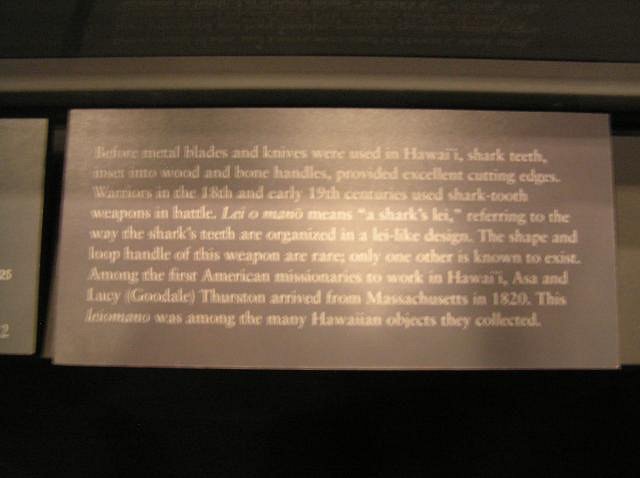 Before metal blades and knives were used in Hawai`i, shark teeth,
inset into wood and bone handles, provided excellent cutting edges.
Warriors in the 18th and early 19th centuries used shark-tooth
weapons in battle. Lei o manō means "a shark's lei," referring to the
way the shark's teeth are organized in a lei-like design. The shape and
loop handle of this weapon are rare; only one other is known to exist.
Among the first American missionaries to work in Hawai`i, Asa and
Lucy (Goodale) Thurston arrived from Massachusetts in 1820. This
leiomano was among the many Hawaiian objects they collected.
25
2